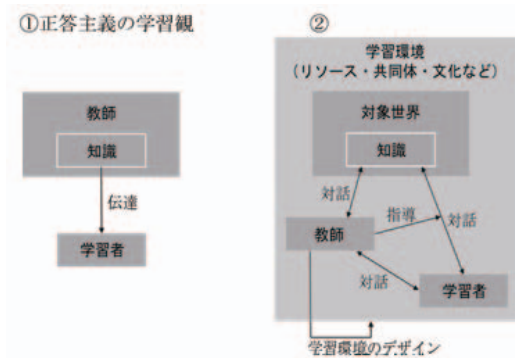 ①正答主義の学習観
教師
知識
伝達
学習者
②
学習環境
(リソース・共同体・文化など)
対象世界
知識
対話
指導
対話
教師
対話
学習者
学習環境のデザイン